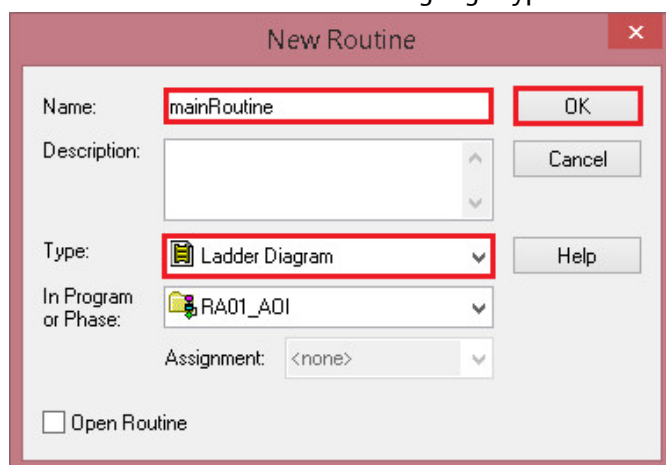 New Routine
Name: mainRoutine OK
Description: Cancel
Type: Ladder Diagram Help
In Program
or Phase: RA01_AOI
Assignment: <none>
Open Routine